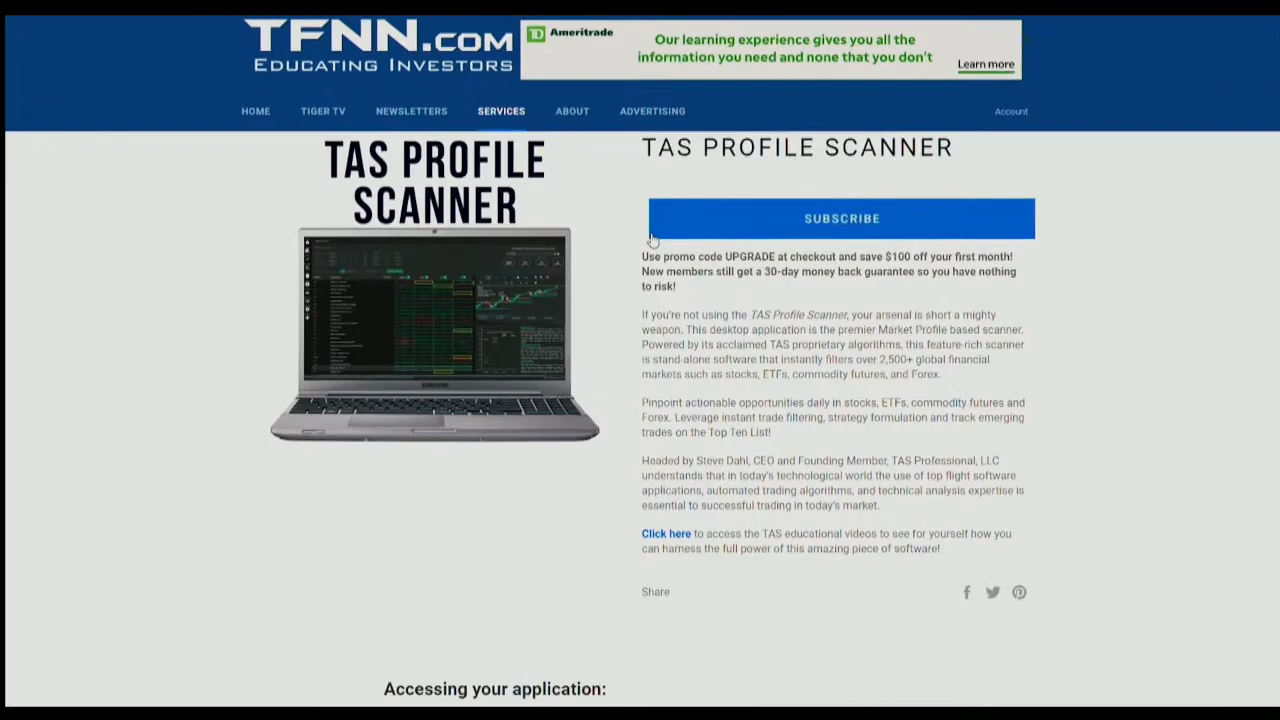 TFNN.COM
EDUCATING INVESTORS
TD Ameritrade
Our learning experience gives you all the
information you need and none that you don't
Learn more
HOME TIGER TV NEWSLETTERS SERVICES ABOUT ADVERTISING Account
TAS PROFILE
SCANNER
SAMSUNG
TAS PROFILE SCANNER
SUBSCRIBE
Use promo code UPGRADE at checkout and save $100 off your first month!
New members still get a 30-day money back guarantee so you have nothing
to risk!
If you're not using the TAS Profile Scanner, your arsenal is short a mighty
weapon. This desktop application is the premier Market Profile based scanner.
Powered by its acclaimed TAS proprietary algorithms, this feature-rich scanner
is stand-alone software that instantly filters over 2,500+ global financial
markets such as stocks, ETFs, commodity futures, and Forex.
Pinpoint actionable opportunities daily in stocks, ETFs, commodity futures and
Forex. Leverage instant trade filtering, strategy formulation and track emerging
trades on the Top Ten List!
Headed by Steve Dahl, CEO and Founding Member, TAS Professional, LLC
understands that in today's technological world the use of top flight software
applications, automated trading algorithms, and technical analysis expertise is
essential to successful trading in today's market.
Click here to access the TAS educational videos to see for yourself how you
can harness the full power of this amazing piece of software!
Share
Accessing your application: